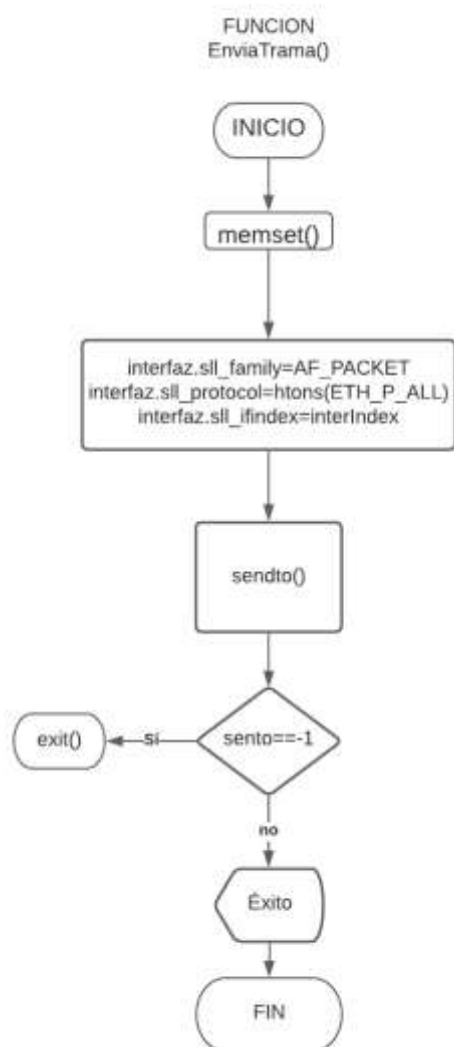 FUNCION
EnviaTrama()
INICIO
memset()
interfaz.sll_family=AF_PACKET
interfaz.sll_protocol=htons(ETH_P_ALL)
interfaz.sll_ifindex=interIndex
sendto()
sento==-1
si
exit()
no
Éxito
FIN